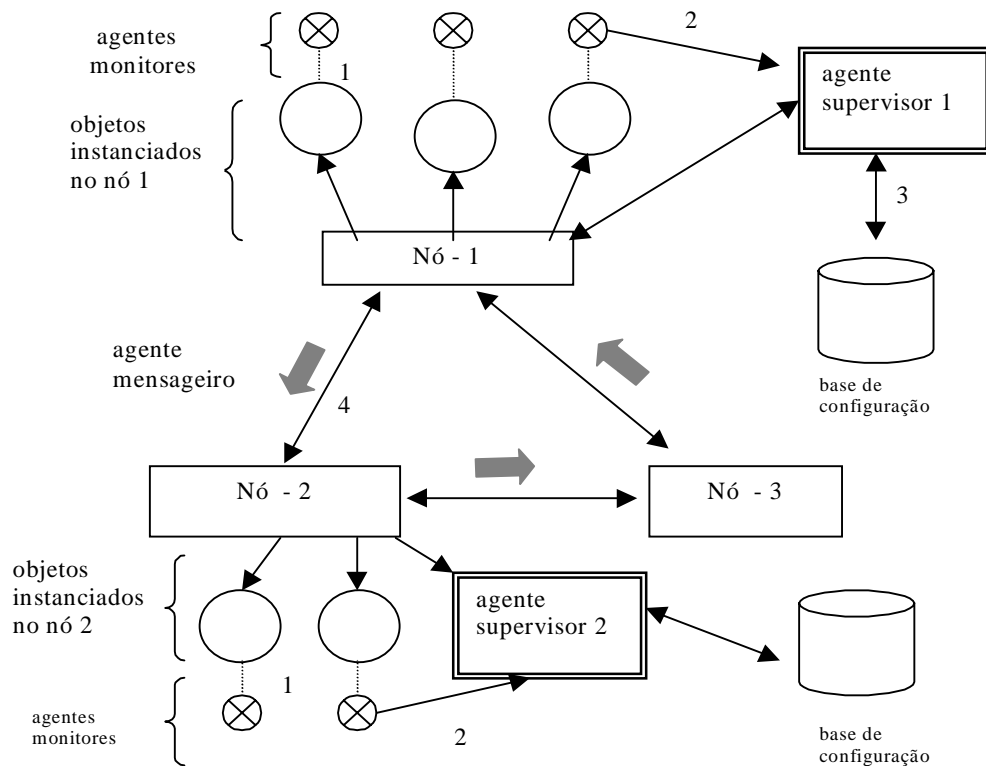 agentes
monitores
1
2
agente
supervisor 1
objetos
instanciados
no nó 1
3
Nó - 1
agente
mensageiro
4
base de
configuração
Nó - 2
Nó - 3
objetos
instanciados
no nó 2
agente
supervisor 2
1
agentes
monitores
2
base de
configuração